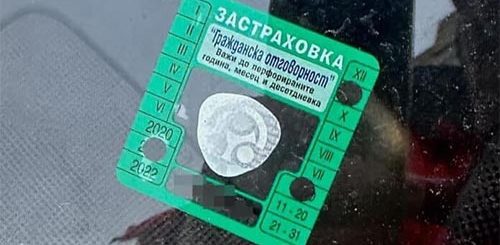 ЗАСТРАХОВКА
"Гражданска отговорност"
Важи до перфорираните
година, месец и десетдневка
I
II
III
IV
V
VI
2020
2022
XII
X
IX
VIII
VII
11 - 20
21 - 31